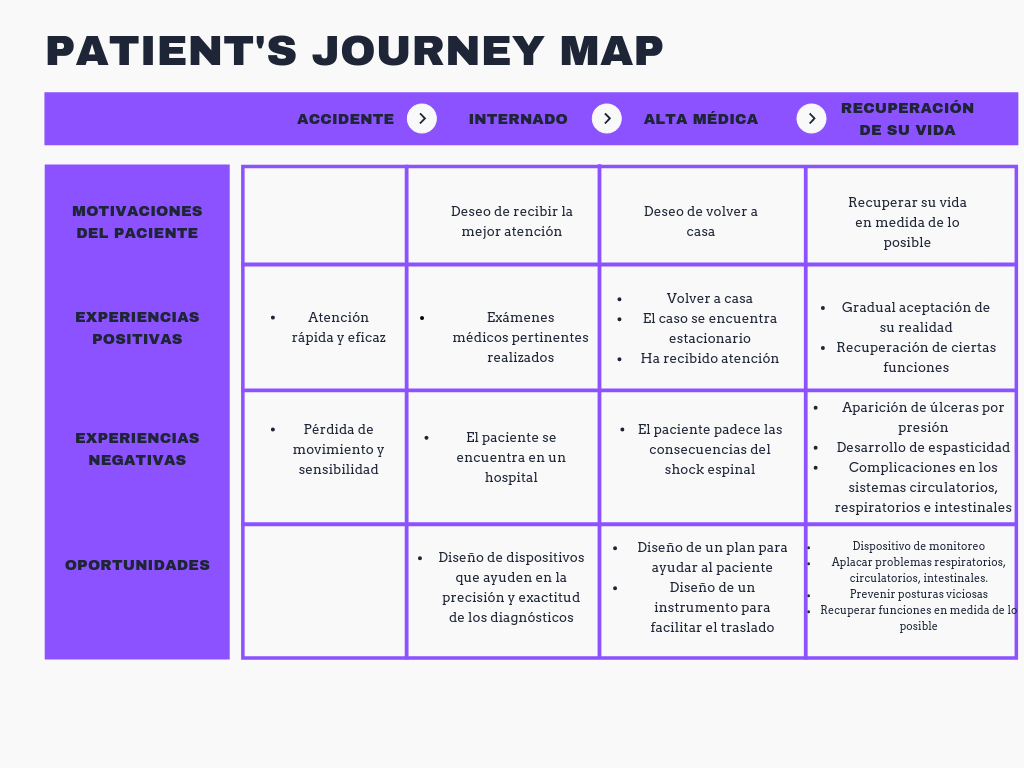 PATIENT'S JOURNEY MAP
ACCIDENTE
INTERNADO
ALTA MÉDICA
RECUPERACIÓN
DE SU VIDA
MOTIVACIONES
DEL PACIENTE
Deseo de recibir la
mejor atención
Deseo de volver a
casa
Recuperar su vida
en medida de lo
posible
EXPERIENCIAS
POSITIVAS
• Atención
rápida y eficaz
• Exámenes
médicos pertinentes
realizados
• Volver a casa
• El caso se encuentra
estacionario
• Ha recibido atención
• Gradual aceptación de
su realidad
• Recuperación de ciertas
funciones
EXPERIENCIAS
NEGATIVAS
• Pérdida de
movimiento y
sensibilidad
• El paciente se
encuentra en un
hospital
• El paciente padece las
consecuencias del
shock espinal
• Aparición de úlceras por
presión
• Desarrollo de espasticidad
• Complicaciones en los
sistemas circulatorios,
respiratorios e intestinales
OPORTUNIDADES
• Diseño de dispositivos
que ayuden en la
precisión y exactitud
de los diagnósticos
• Diseño de un plan para
ayudar al paciente
• Diseño de un
instrumento para
facilitar el traslado
• Dispositivo de monitoreo
• Aplacar problemas respiratorios,
circulatorios, intestinales.
• Prevenir posturas viciosas
• Recuperar funciones en medida de lo
posible